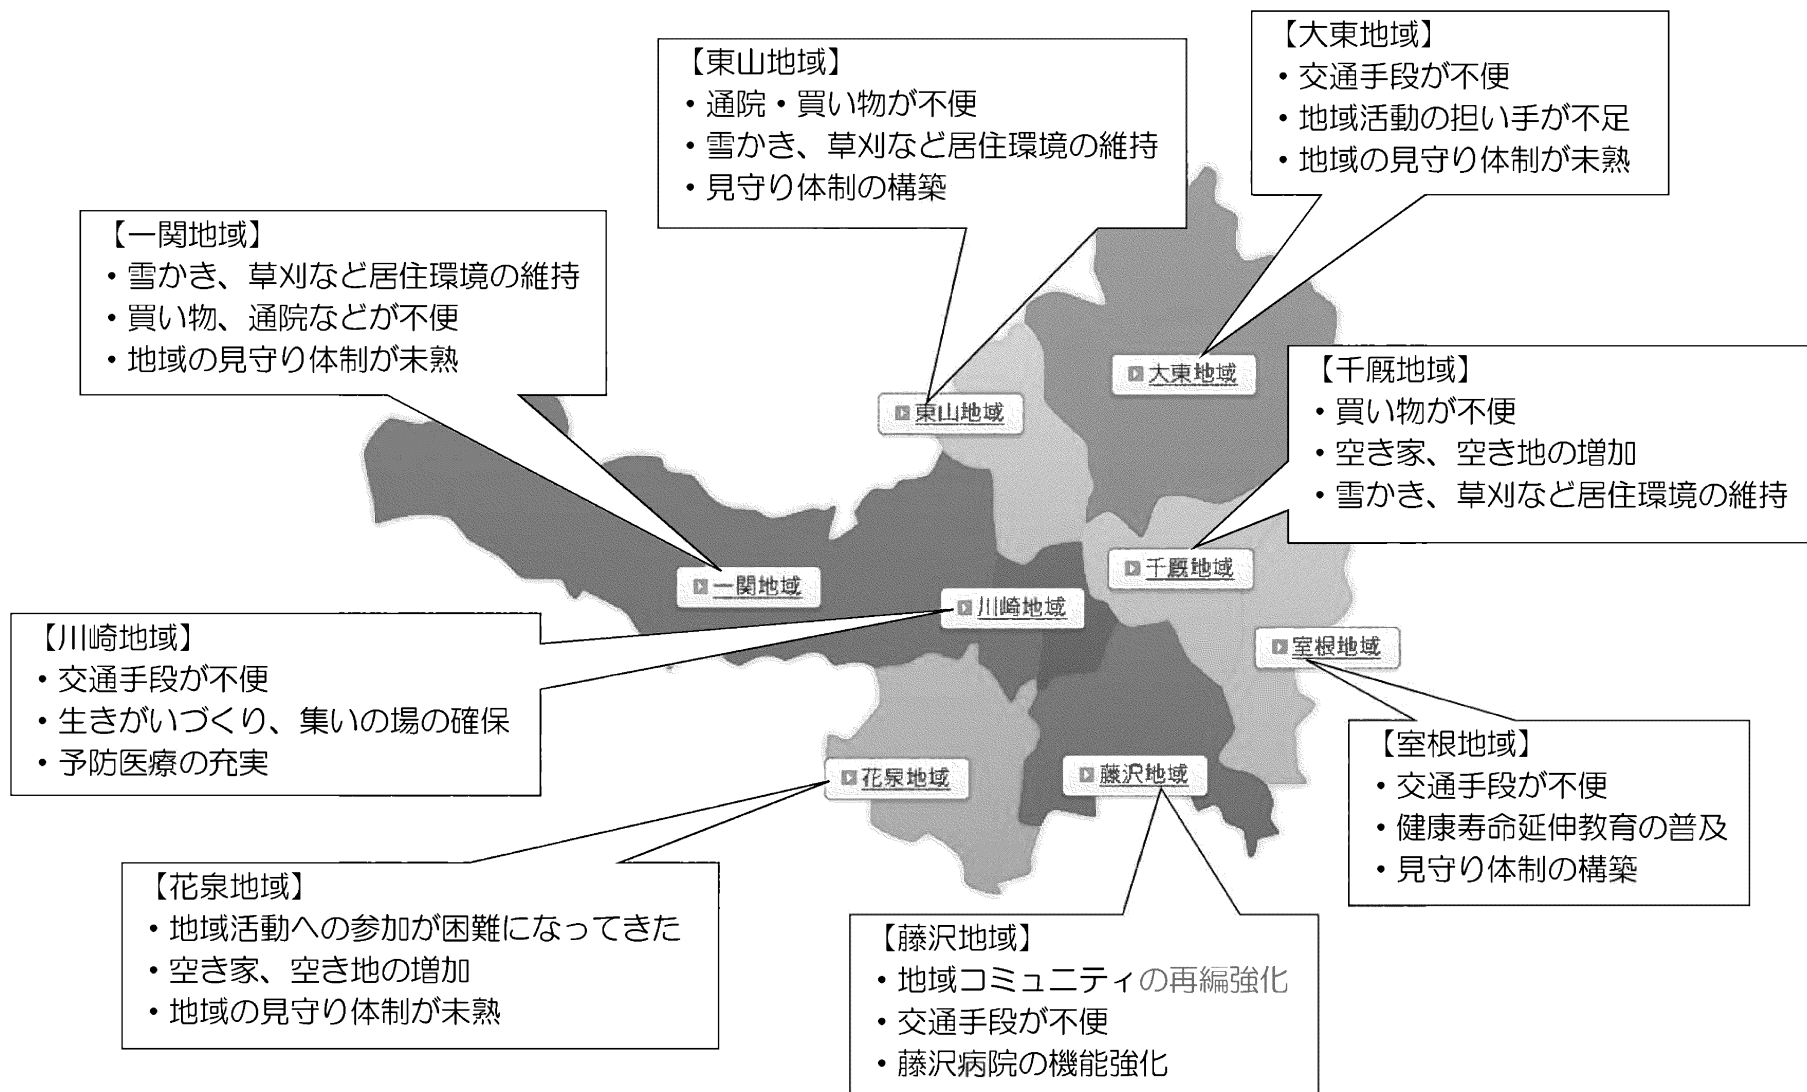 【東山地域】
・通院・買い物が不便
・雪かき、草刈など居住環境の維持
・見守り体制の構築
【大東地域】
・交通手段が不便
・地域活動の担い手が不足
・地域の見守り体制が未熟
【一関地域】
・雪かき、草刈など居住環境の維持
・買い物、通院などが不便
・地域の見守り体制が未熟
【千厩地域】
・買い物が不便
・空き家、空き地の増加
・雪かき、草刈など居住環境の維持
大東地域
東山地域
千厩地域
一関地域
川崎地域
室根地域
花泉地域
藤沢地域
【川崎地域】
・交通手段が不便
・生きがいづくり、集いの場の確保
・予防医療の充実
【室根地域】
・交通手段が不便
・健康寿命延伸教育の普及
・見守り体制の構築
【花泉地域】
・地域活動への参加が困難になってきた
・空き家、空き地の増加
・地域の見守り体制が未熟
【藤沢地域】
・地域コミュニティの再編強化
・交通手段が不便
・藤沢病院の機能強化